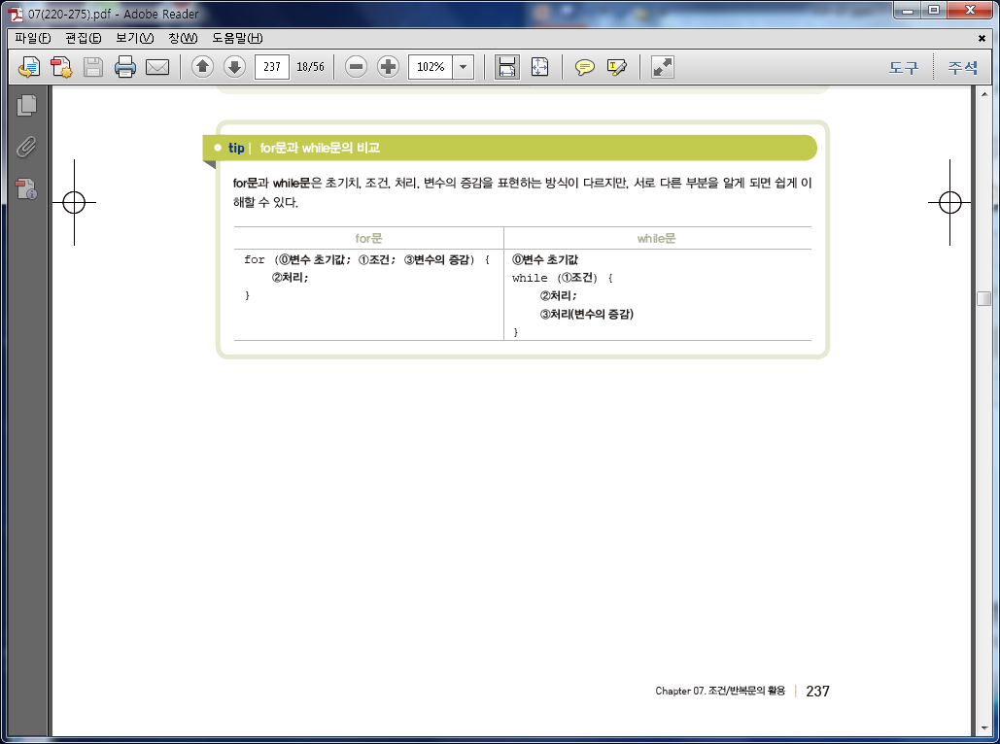 07(220-275).pdf - Adobe Reader
파일(F) 편집(E) 보기(V) 창(W) 도움말(H)
237 18/56 102% 도구 주석
tip | for문과 while문의 비교
for문과 while문은 초기치, 조건, 처리, 변수의 증감을 표현하는 방식이 다르지만, 서로 다른 부분을 알게 되면 쉽게 이
해할 수 있다.
for문 while문
for (⓪변수 초기값; ①조건; ③변수의 증감) {
②처리;
}
⓪변수 초기값
while (①조건) {
②처리;
③처리(변수의 증감)
}
Chapter 07. 조건/반복문의 활용 | 237